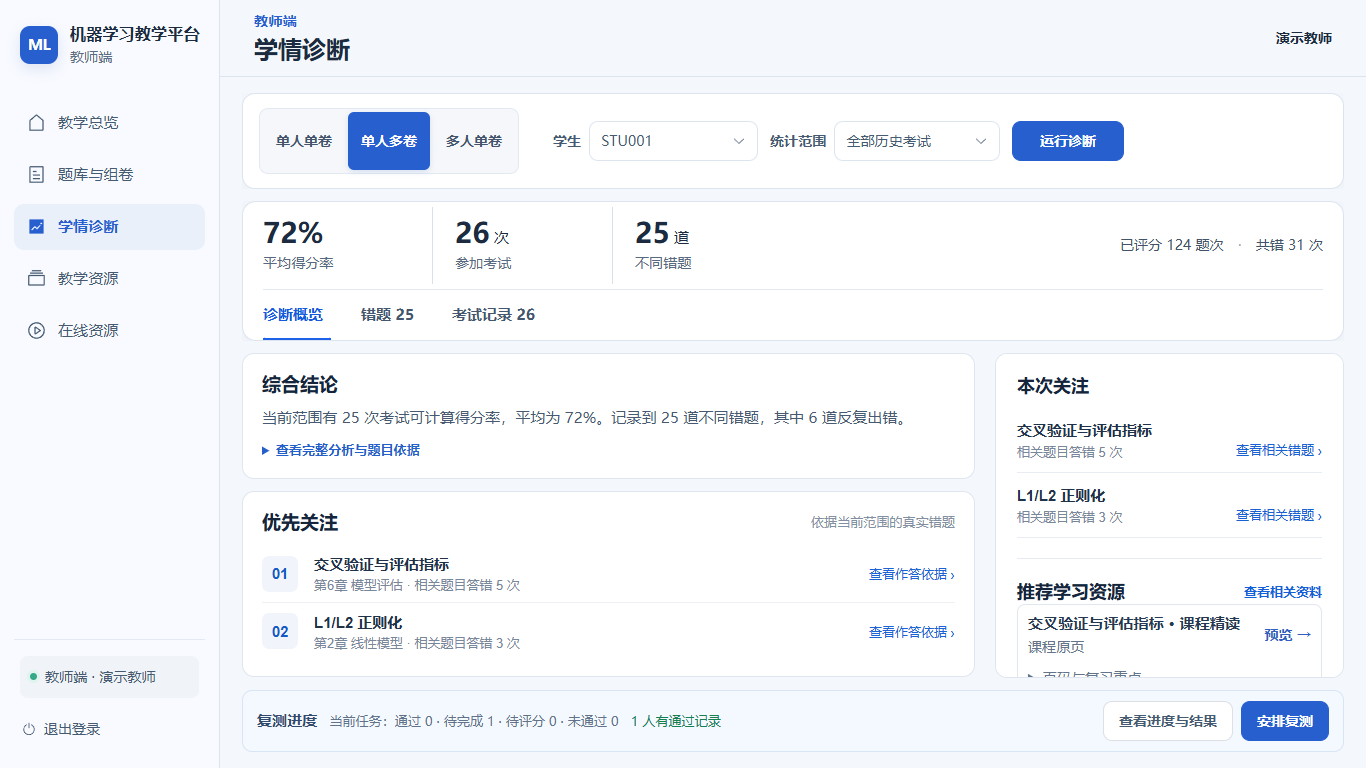 ML
机器学习教学平台
教师端
教学总览
题库与组卷
学情诊断
教学资源
在线资源
教师端 · 演示教师
退出登录
教师端
学情诊断
演示教师
单人单卷 单人多卷 多人单卷 学生 STU001 统计范围 全部历史考试 运行诊断
72%
平均得分率
26 次
参加考试
25 道
不同错题
已评分 124 题次 · 共错 31 次
诊断概览 错题 25 考试记录 26
综合结论
当前范围有 25 次考试可计算得分率，平均为 72%。记录到 25 道不同错题，其中 6 道反复出错。
▶ 查看完整分析与题目依据
优先关注 依据当前范围的真实错题
01
交叉验证与评估指标
第6章 模型评估 · 相关题目答错 5 次
查看作答依据 ›
02
L1/L2 正则化
第2章 线性模型 · 相关题目答错 3 次
查看作答依据 ›
本次关注
交叉验证与评估指标
相关题目答错 5 次
查看相关错题 ›
L1/L2 正则化
相关题目答错 3 次
查看相关错题 ›
推荐学习资源 查看相关资料
交叉验证与评估指标 • 课程精读
课程原页
预览 →
复测进度 当前任务：通过 0 · 待完成 1 · 待评分 0 · 未通过 0 1 人有通过记录
查看进度与结果 安排复测